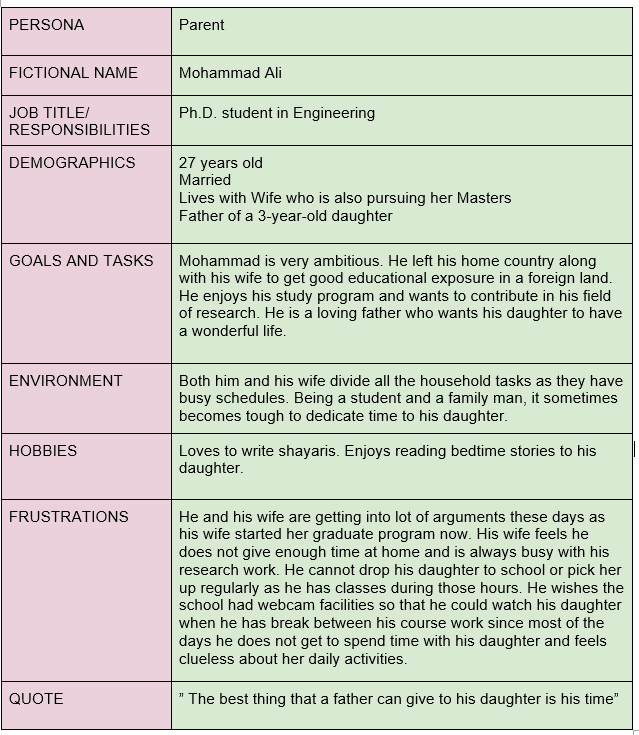 PERSONA
Parent
FICTIONAL NAME
Mohammad Ali
JOB TITLE/
RESPONSIBILITIES
Ph.D. student in Engineering
DEMOGRAPHICS
27 years old
Married
Lives with Wife who is also pursuing her Masters
Father of a 3-year-old daughter
GOALS AND TASKS
Mohammad is very ambitious. He left his home country along
with his wife to get good educational exposure in a foreign land.
He enjoys his study program and wants to contribute in his field
of research. He is a loving father who wants his daughter to have
a wonderful life.
ENVIRONMENT
Both him and his wife divide all the household tasks as they have
busy schedules. Being a student and a family man, it sometimes
becomes tough to dedicate time to his daughter.
HOBBIES
Loves to write shayaris. Enjoys reading bedtime stories to his
daughter.
FRUSTRATIONS
He and his wife are getting into lot of arguments these days as
his wife started her graduate program now. His wife feels he
does not give enough time at home and is always busy with his
research work. He cannot drop his daughter to school or pick her
up regularly as he has classes during those hours. He wishes the
school had webcam facilities so that he could watch his daughter
when he has break between his course work since most of the
days he does not get to spend time with his daughter and feels
clueless about her daily activities.
QUOTE
” The best thing that a father can give to his daughter is his time”